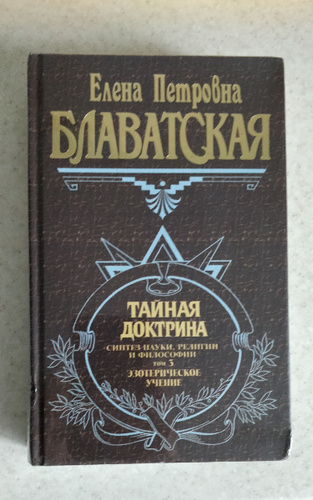 Елена Петровна
БЛАВАТСКАЯ
ТАЙНАЯ
ДОКТРИНА
СИНТЕЗ НАУКИ, РЕЛИГИИ
И ФИЛОСОФИИ
ТОМ 3
ЭЗОТЕРИЧЕСКОЕ
УЧЕНИЕ